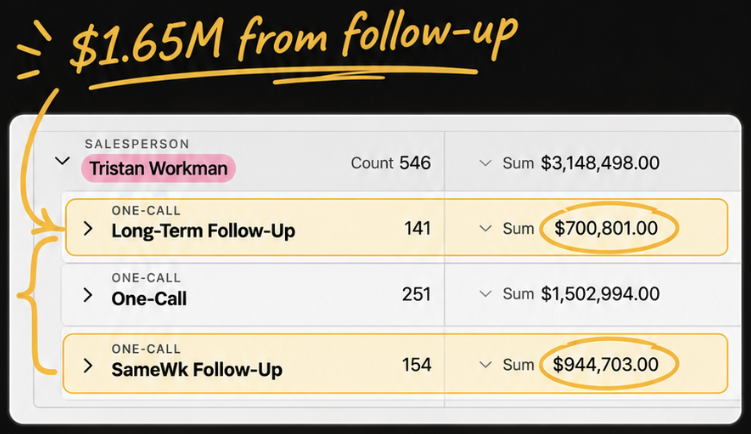 $1.65M from follow-up
SALESPERSON
Tristan Workman Count 546 Sum $3,148,498.00
ONE-CALL
Long-Term Follow-Up 141 Sum $700,801.00
ONE-CALL
One-Call 251 Sum $1,502,994.00
ONE-CALL
SameWk Follow-Up 154 Sum $944,703.00